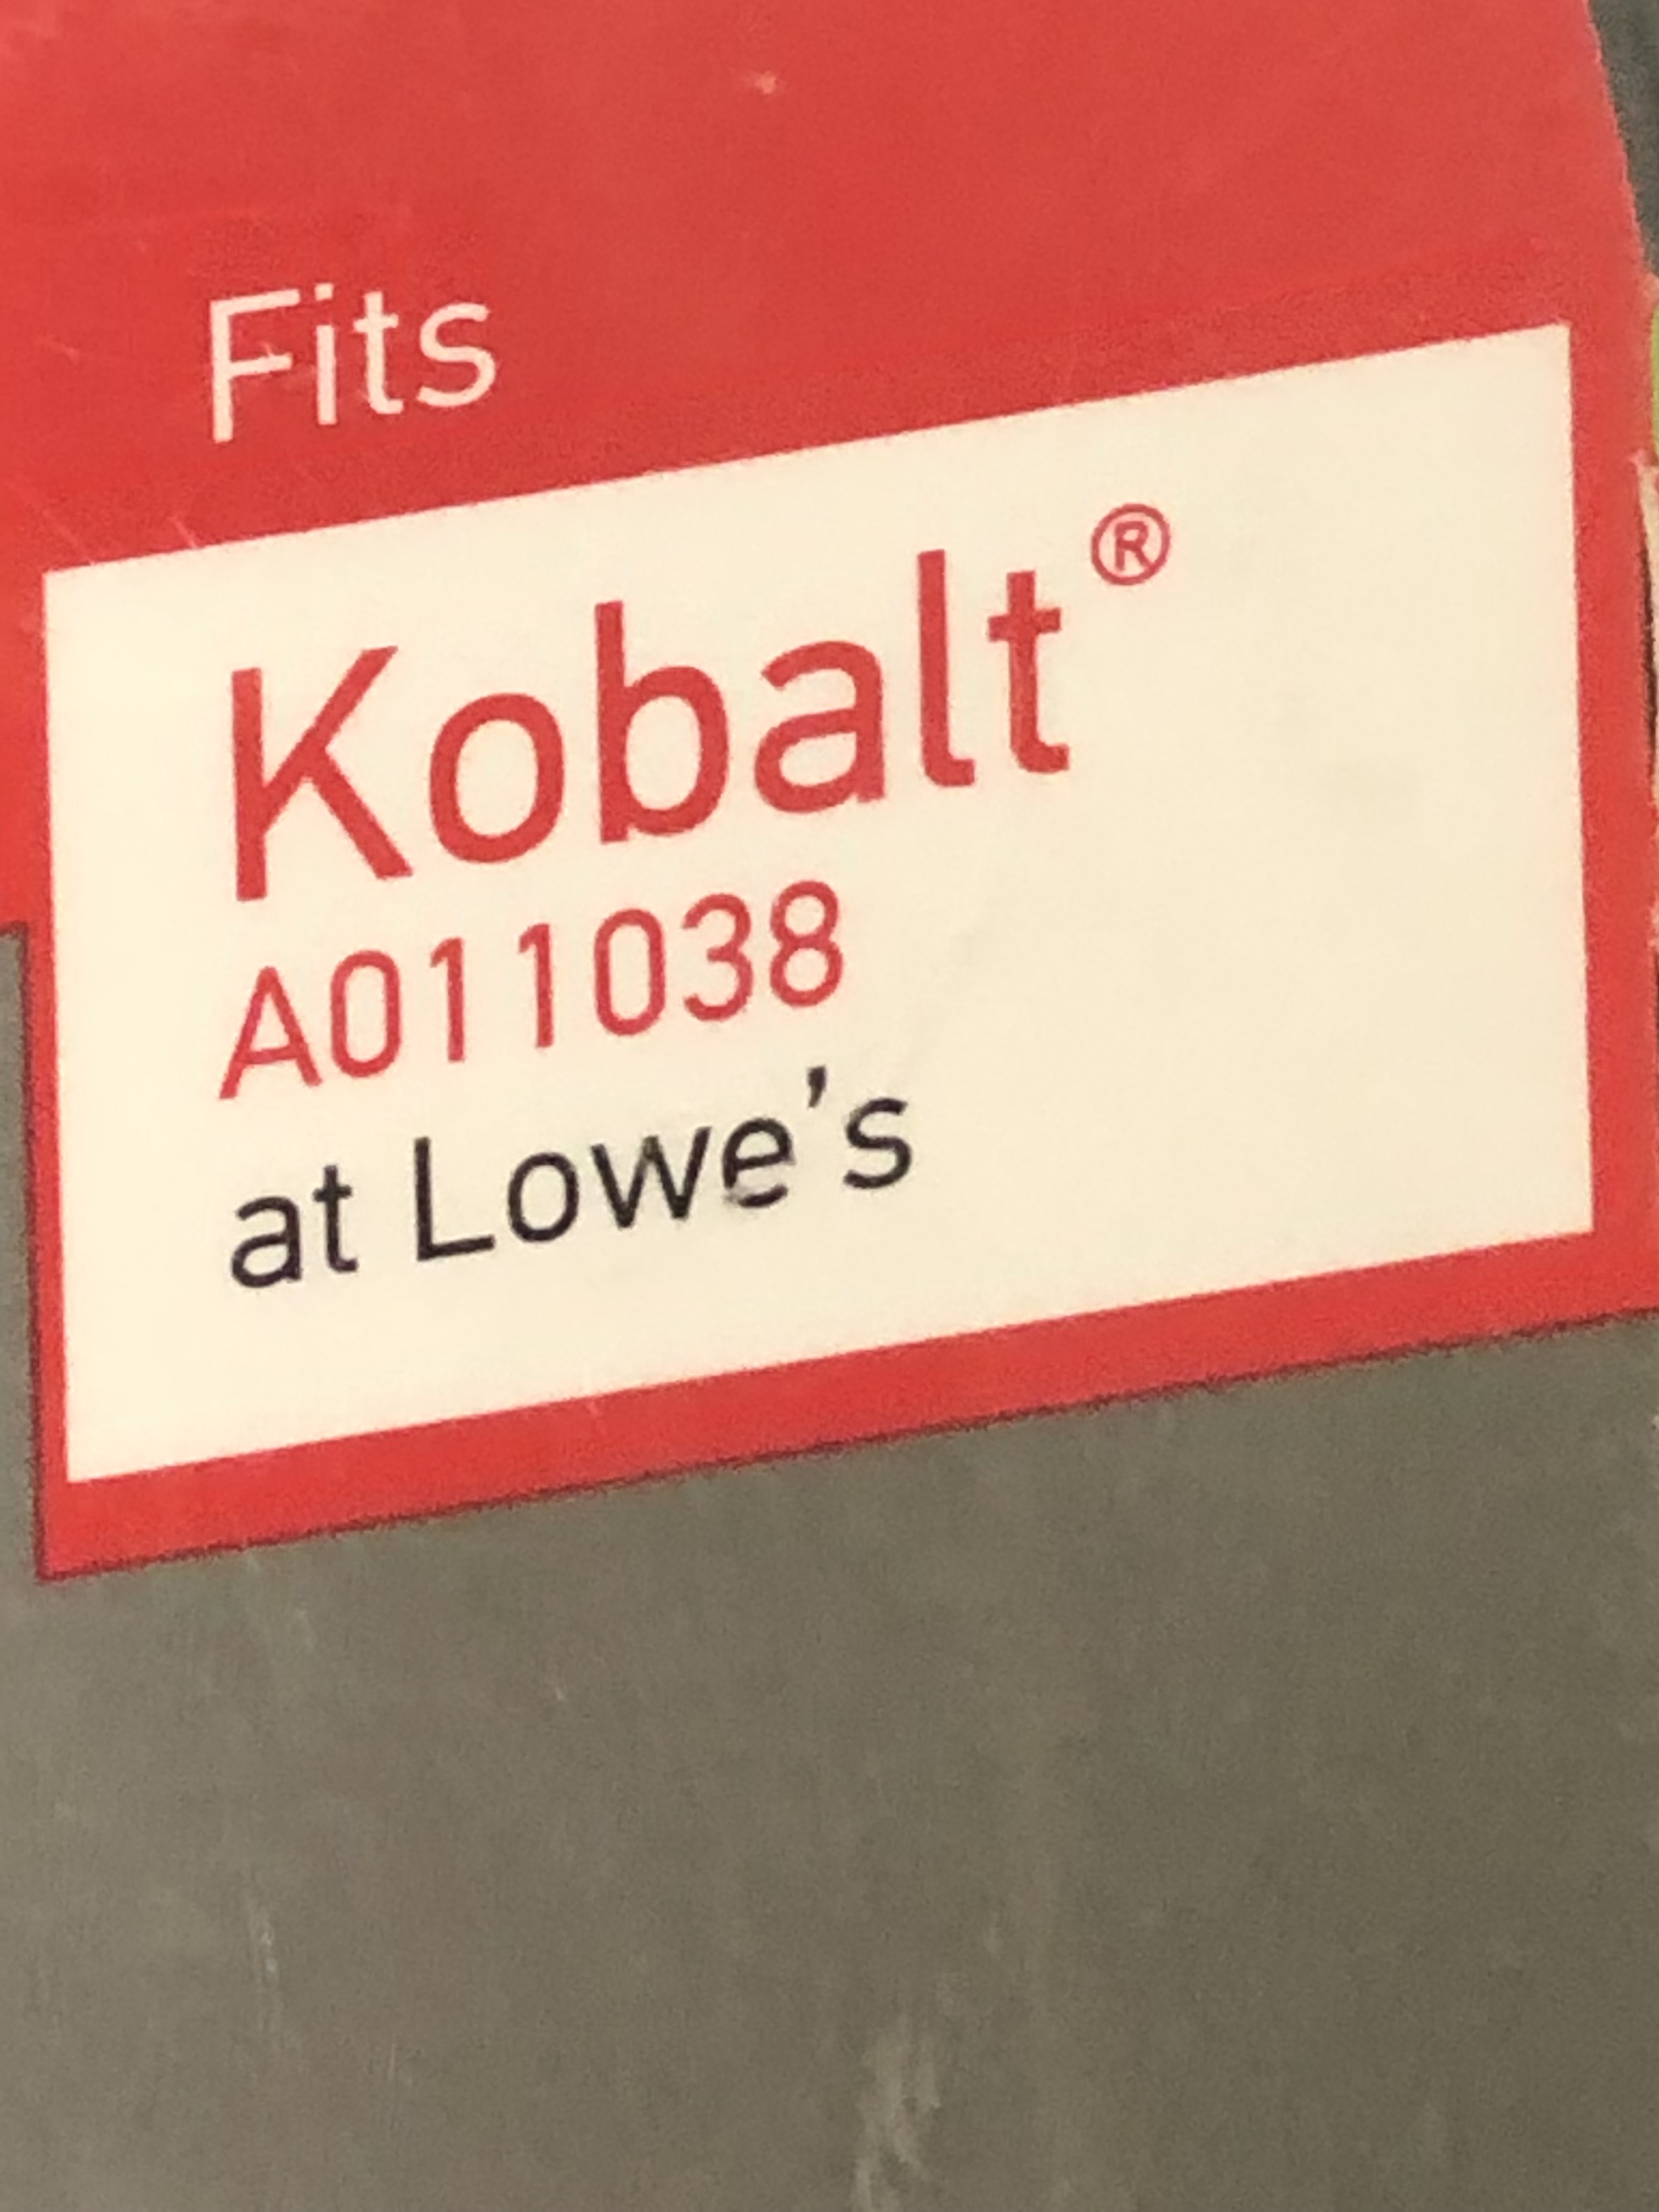 Fits
Kobalt®
A011038
at Lowe's